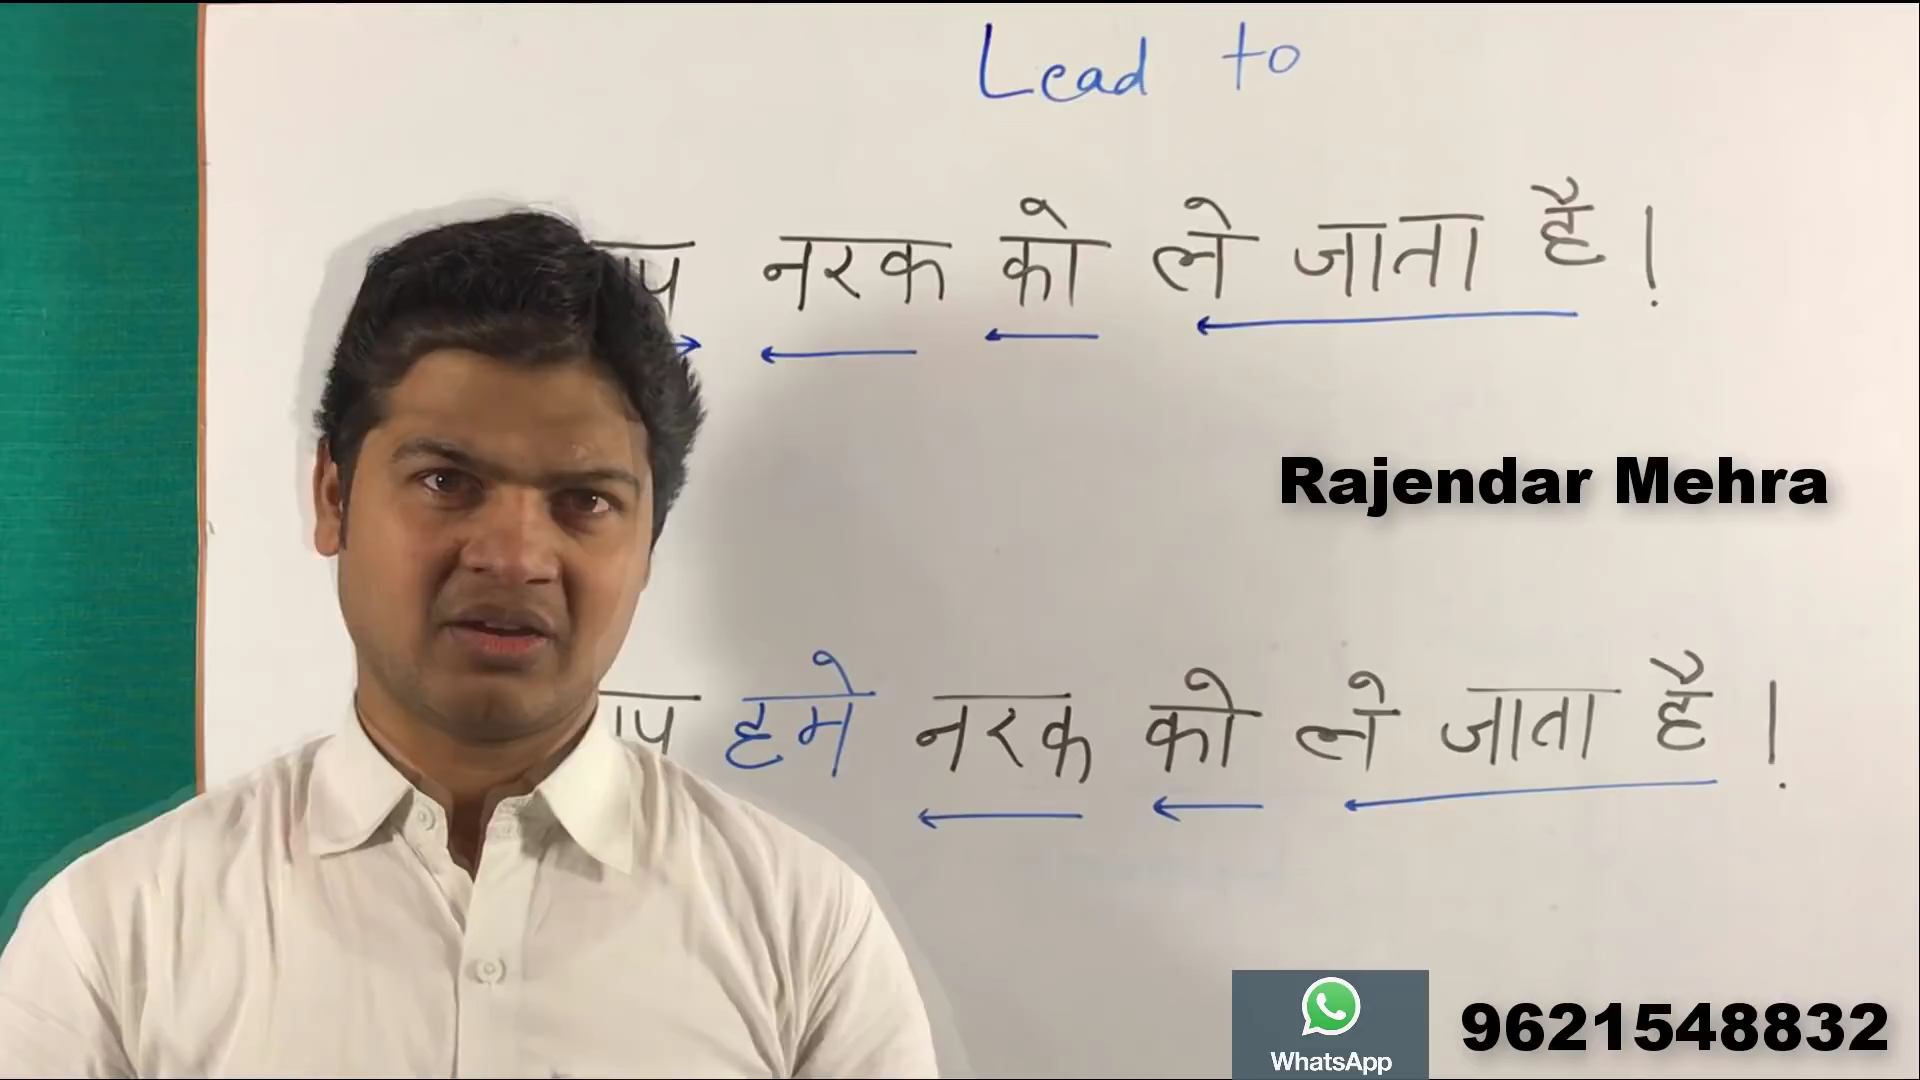 Lead to
नरक को ले जाता है!
Rajendar Mehra
हमे नरक को ले जाता है!
WhatsApp
9621548832